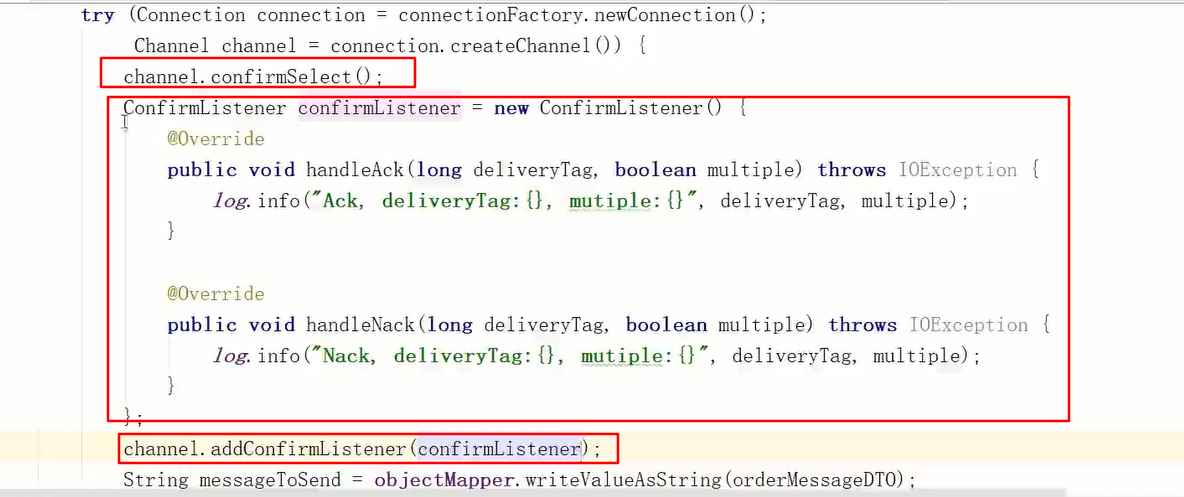 try (Connection connection = connectionFactory.newConnection();
Channel channel = connection.createChannel()) {
channel.confirmSelect();
ConfirmListener confirmListener = new ConfirmListener() {
@Override
public void handleAck(long deliveryTag, boolean multiple) throws IOException {
log.info("Ack, deliveryTag:{}, mutiple:{}", deliveryTag, multiple);
}
@Override
public void handleNack(long deliveryTag, boolean multiple) throws IOException {
log.info("Nack, deliveryTag:{}, mutiple:{}", deliveryTag, multiple);
}
};
channel.addConfirmListener(confirmListener);
String messageToSend = objectMapper.writeValueAsString(orderMessageDTO);